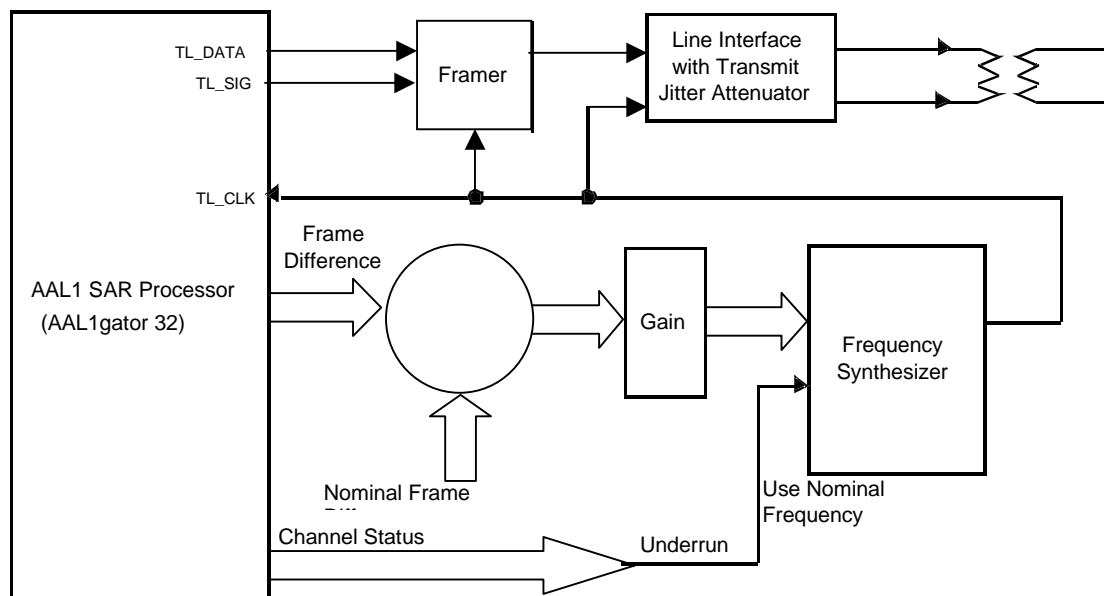 TL_DATA
TL_SIG
Framer
Line Interface
with Transmit
Jitter Attenuator
TL_CLK
Frame
Difference
AAL1 SAR Processor
(AAL1gator 32)
Gain
Frequency
Synthesizer
Nominal Frame
Use Nominal
Frequency
Channel Status
Underrun